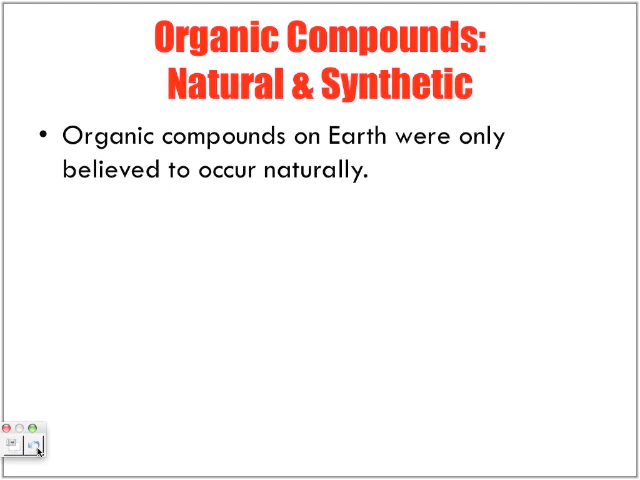 Organic Compounds:
Natural & Synthetic
• Organic compounds on Earth were only
believed to occur naturally.